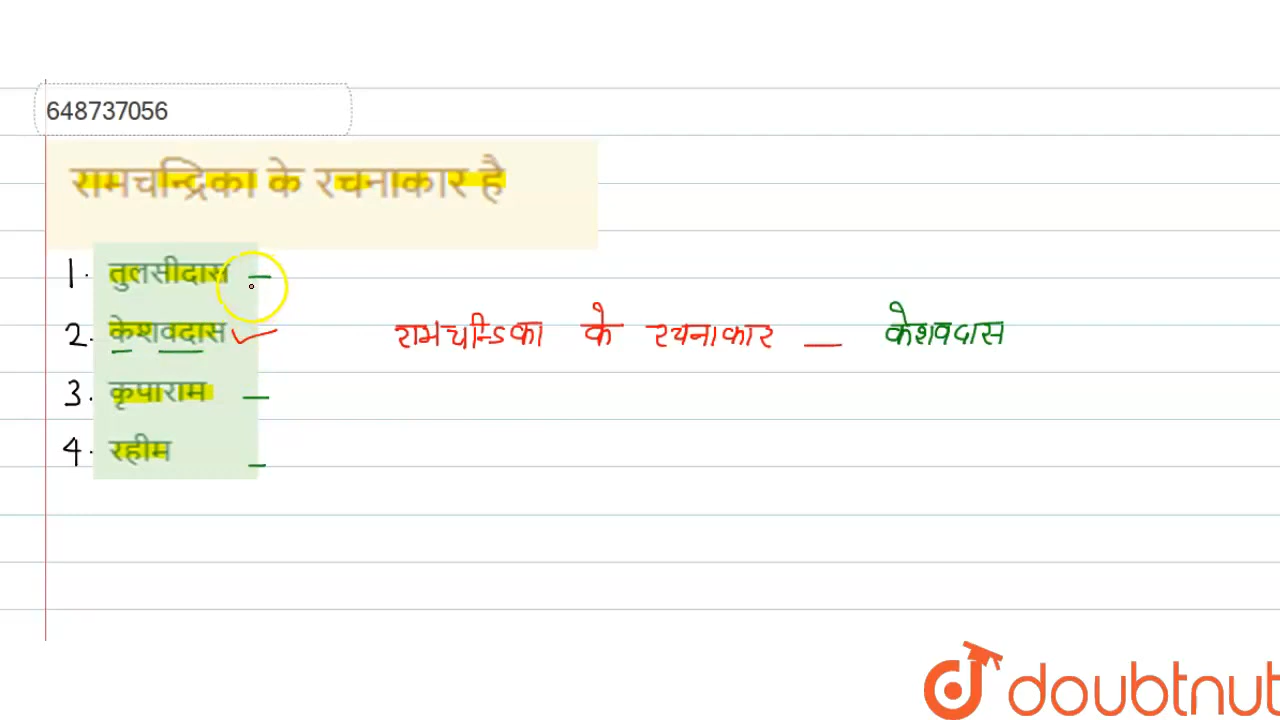 648737056
रामचन्द्रिका के रचनाकार है
1. तुलसीदास –
2. केशवदास ✓ रामचन्डिका के रचनाकार – केशवदास
3. कृपाराम –
4. रहीम –
doubtnut